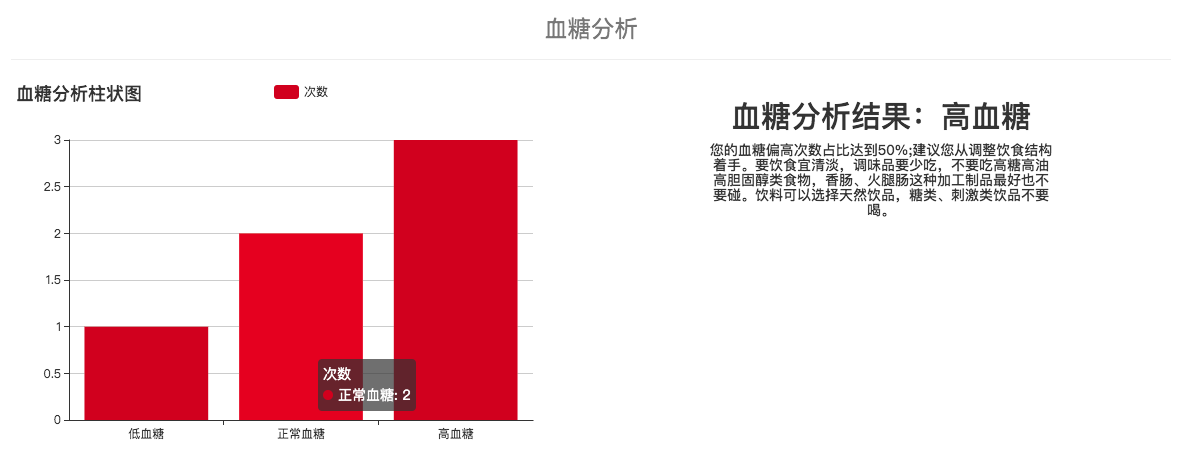 血糖分析
血糖分析柱状图
次数
3
2.5
2
1.5
1
0.5
0
低血糖
正常血糖
高血糖
次数
正常血糖: 2
血糖分析结果：高血糖
您的血糖偏高次数占比达到50%;建议您从调整饮食结构
着手。要饮食宜清淡，调味品要少吃，不要吃高糖高油
高胆固醇类食物，香肠、火腿肠这种加工制品最好也不
要碰。饮料可以选择天然饮品，糖类、刺激类饮品不要
喝。